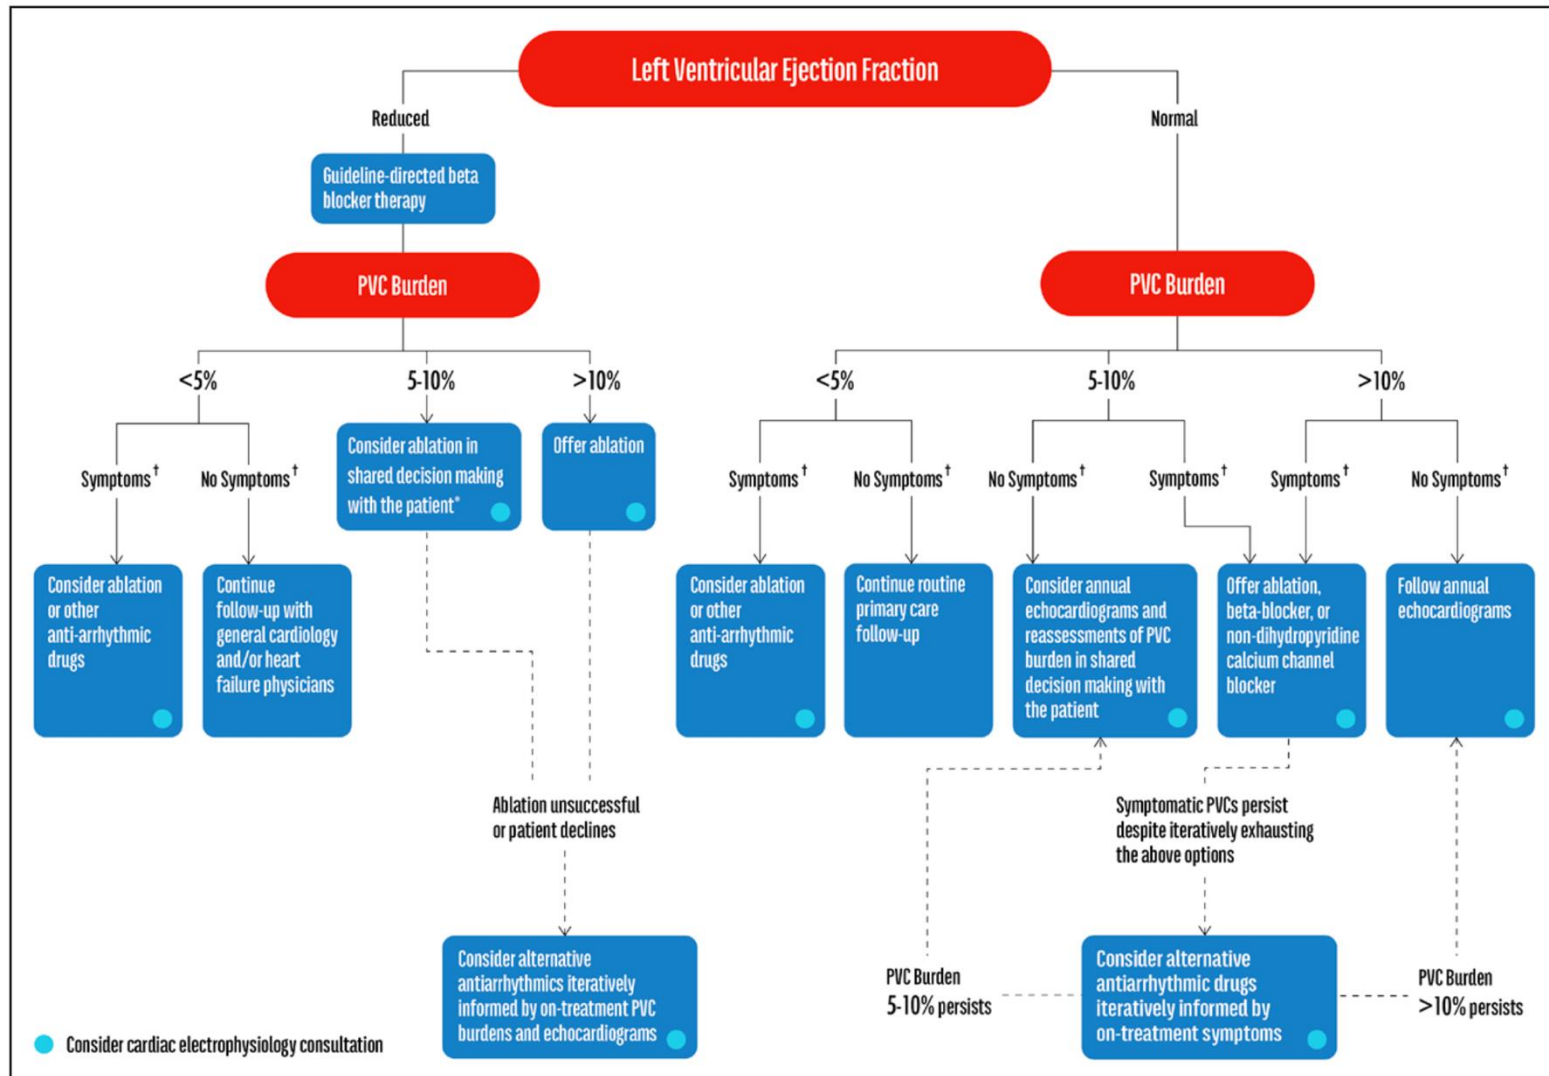 Left Ventricular Ejection Fraction
Reduced
Normal
Guideline-directed beta
blocker therapy
PVC Burden
PVC Burden
<5%
5-10%
>10%
<5%
5-10%
>10%
Consider ablation in
shared decision making
with the patient*
Offer ablation
Symptoms†
No Symptoms†
Symptoms†
No Symptoms†
No Symptoms†
Symptoms†
Symptoms†
No Symptoms†
Consider ablation
or other
anti-arrhythmic
drugs
Continue
follow-up with
general cardiology
and/or heart
failure physicians
Consider ablation
or other
anti-arrhythmic
drugs
Continue routine
primary care
follow-up
Consider annual
echocardiograms and
reassessments of PVC
burden in shared
decision making with
the patient
Offer ablation,
beta-blocker, or
non-dihydropyridine
calcium channel
blocker
Follow annual
echocardiograms
Ablation unsuccessful
or patient declines
Symptomatic PVCs persist
despite iteratively exhausting
the above options
Consider alternative
antiarrhythmics iteratively
informed by on-treatment PVC
burdens and echocardiograms
PVC Burden
5-10% persists
Consider alternative
antiarrhythmic drugs
iteratively informed by
on-treatment symptoms
PVC Burden
>10% persists
Consider cardiac electrophysiology consultation